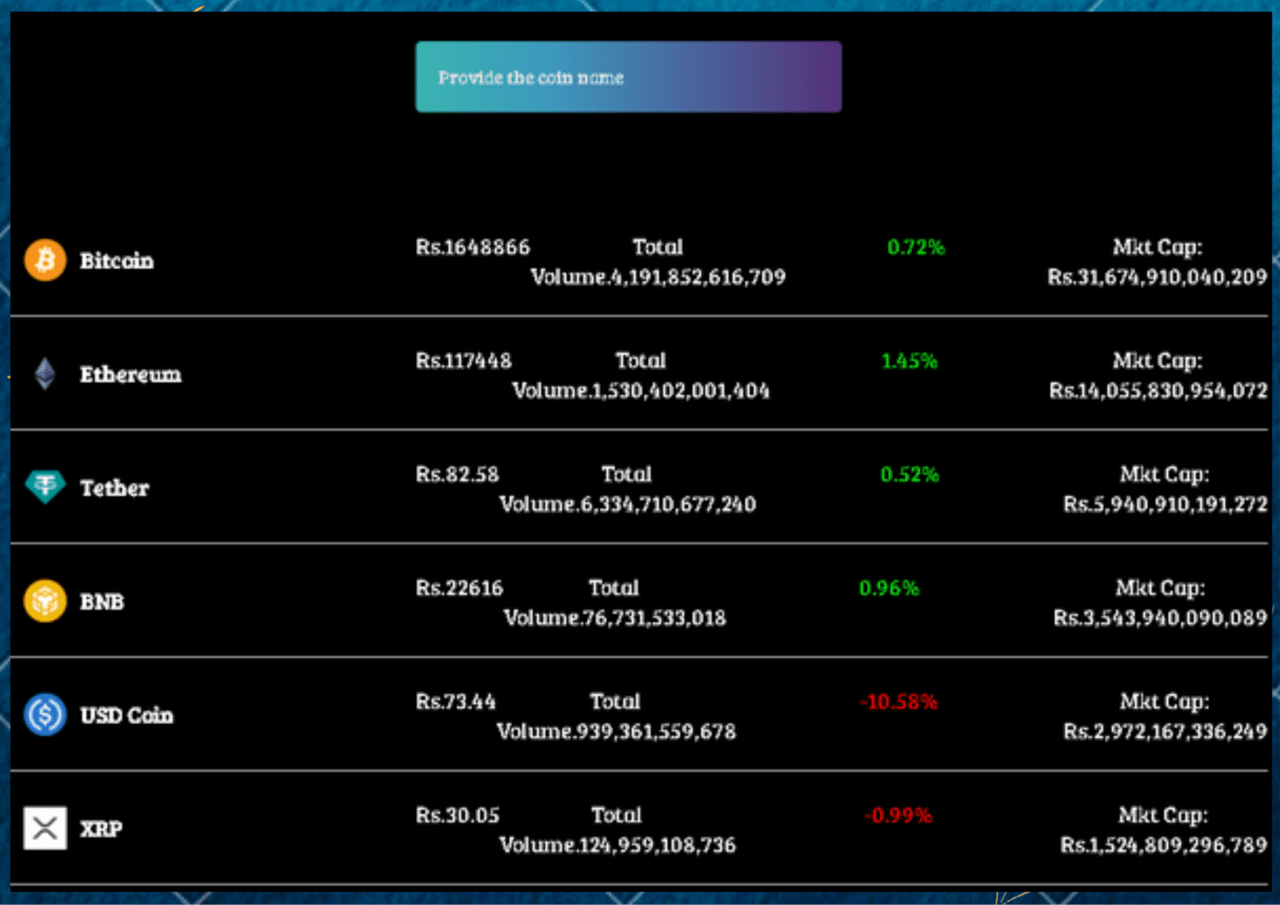 Provide the coin name
Bitcoin
Rs.1648866
Total
Volume.4,191,852,616,709
0.72%
Mkt Cap:
Rs.31,674,910,040,209
Ethereum
Rs.117448
Total
Volume.1,530,402,001,404
1.45%
Mkt Cap:
Rs.14,055,830,954,072
Tether
Rs.82.58
Total
Volume.6,334,710,677,240
0.52%
Mkt Cap:
Rs.5,940,910,191,272
BNB
Rs.22616
Total
Volume.76,731,533,018
0.96%
Mkt Cap:
Rs.3,543,940,090,089
USD Coin
Rs.73.44
Total
Volume.939,361,559,678
-10.58%
Mkt Cap:
Rs.2,972,167,336,249
XRP
Rs.30.05
Total
Volume.124,959,108,736
-0.99%
Mkt Cap:
Rs.1,524,809,296,789